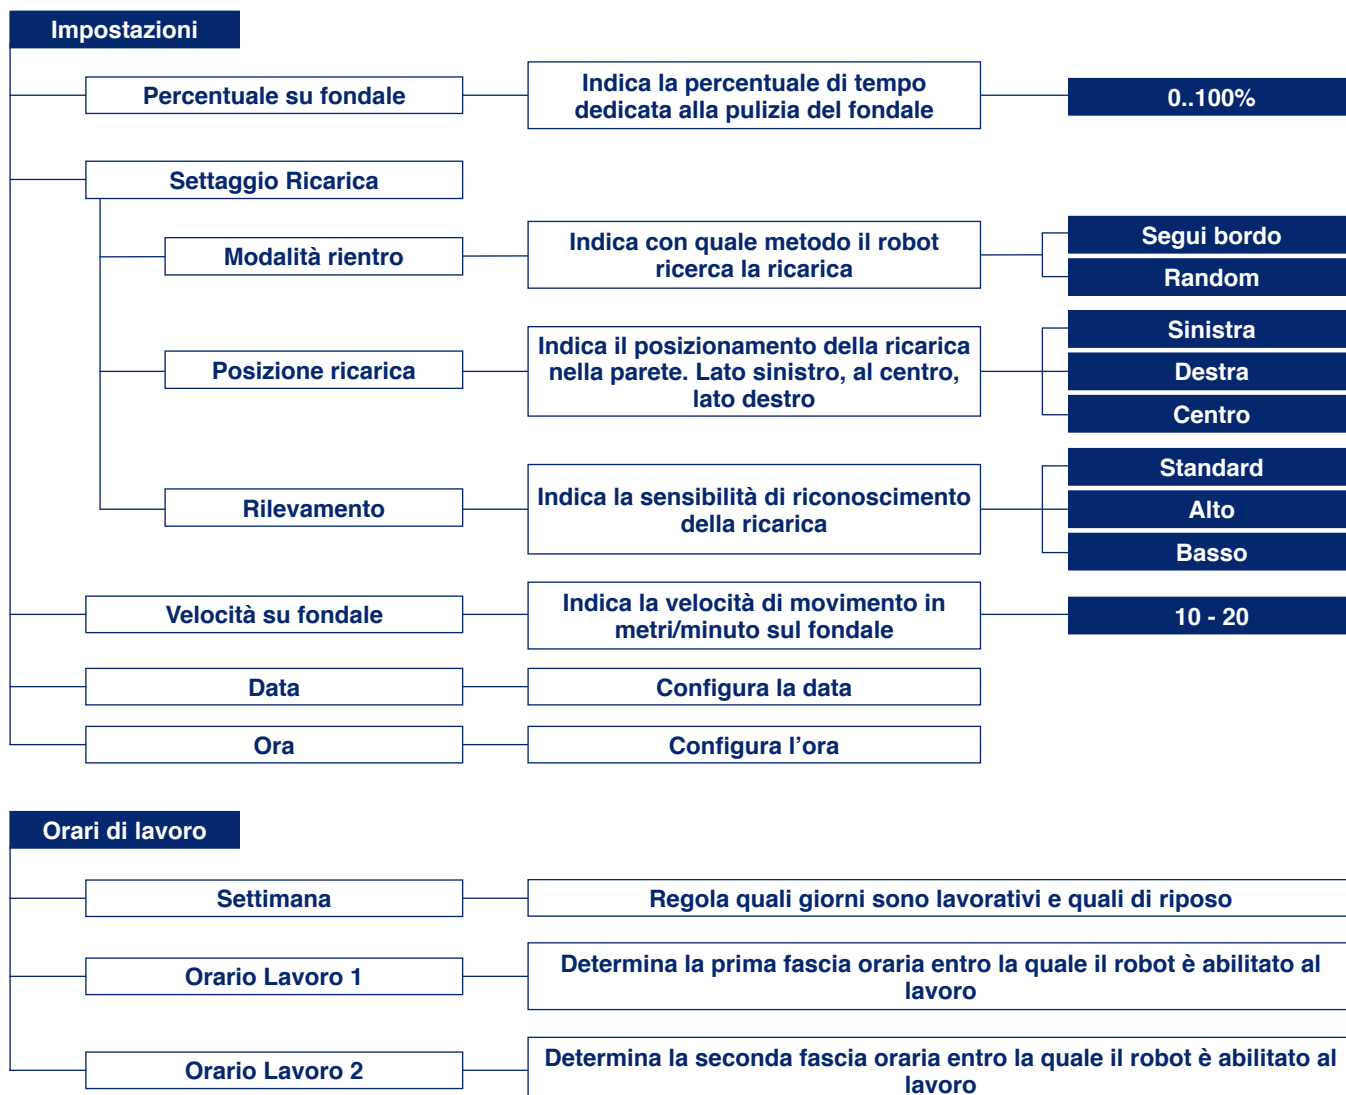 Impostazioni
Percentuale su fondale
Indica la percentuale di tempo
dedicata alla pulizia del fondale
0..100%
Settaggio Ricarica
Modalità rientro
Indica con quale metodo il robot
ricerca la ricarica
Segui bordo
Random
Posizione ricarica
Indica il posizionamento della ricarica
nella parete. Lato sinistro, al centro,
lato destro
Sinistra
Destra
Centro
Rilevamento
Indica la sensibilità di riconoscimento
della ricarica
Standard
Alto
Basso
Velocità su fondale
Indica la velocità di movimento in
metri/minuto sul fondale
10 - 20
Data
Configura la data
Ora
Configura l’ora
Orari di lavoro
Settimana
Regola quali giorni sono lavorativi e quali di riposo
Orario Lavoro 1
Determina la prima fascia oraria entro la quale il robot è abilitato al
lavoro
Orario Lavoro 2
Determina la seconda fascia oraria entro la quale il robot è abilitato al
lavoro